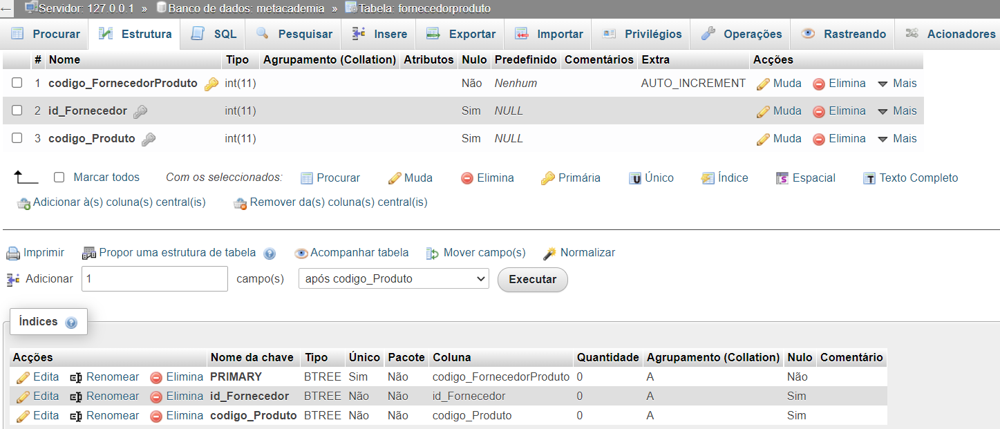 Servidor: 127.0.0.1 » Banco de dados: metacademia » Tabela: fornecedorproduto
Procurar Estrutura SQL Pesquisar Insere Exportar Importar Privilégios Operações Rastreando Acionadores
# Nome Tipo Agrupamento (Collation) Atributos Nulo Predefinido Comentários Extra Acções
1 codigo_FornecedorProduto int(11) Não Nenhum AUTO_INCREMENT Muda Elimina Mais
2 id_Fornecedor int(11) Sim NULL Muda Elimina Mais
3 codigo_Produto int(11) Sim NULL Muda Elimina Mais
Marcar todos Com os seleccionados: Procurar Muda Elimina Primária Único Índice Espacial Texto Completo
Adicionar à(s) coluna(s) central(is) Remover da(s) coluna(s) central(is)
Imprimir Propor uma estrutura de tabela Acompanhar tabela Mover campo(s) Normalizar
Adicionar 1 campo(s) após codigo_Produto Executar
Índices
Acções Nome da chave Tipo Único Pacote Coluna Quantidade Agrupamento (Collation) Nulo Comentário
Edita Renomear Elimina PRIMARY BTREE Sim Não codigo_FornecedorProduto 0 A Não
Edita Renomear Elimina id_Fornecedor BTREE Não Não id_Fornecedor 0 A Sim
Edita Renomear Elimina codigo_Produto BTREE Não Não codigo_Produto 0 A Sim